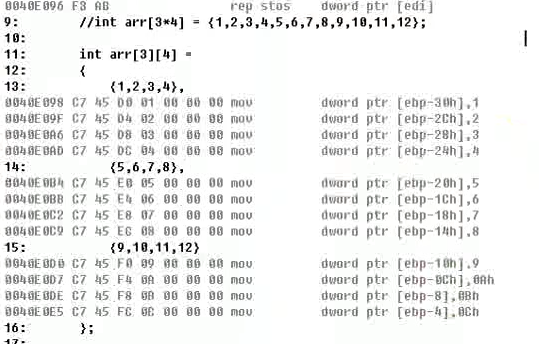 0040E096 F3 AB rep stos dword ptr [edi]
9: //int arr[3*4] = {1,2,3,4,5,6,7,8,9,10,11,12};
10:
11: int arr[3][4] =
12: {
13: {1,2,3,4},
0040E098 C7 45 D0 01 00 00 00 mov dword ptr [ebp-30h],1
0040E09F C7 45 D4 02 00 00 00 mov dword ptr [ebp-2Ch],2
0040E0A6 C7 45 D8 03 00 00 00 mov dword ptr [ebp-28h],3
0040E0AD C7 45 DC 04 00 00 00 mov dword ptr [ebp-24h],4
14: {5,6,7,8},
0040E0B4 C7 45 E0 05 00 00 00 mov dword ptr [ebp-20h],5
0040E0BB C7 45 E4 06 00 00 00 mov dword ptr [ebp-1Ch],6
0040E0C2 C7 45 E8 07 00 00 00 mov dword ptr [ebp-18h],7
0040E0C9 C7 45 EC 08 00 00 00 mov dword ptr [ebp-14h],8
15: {9,10,11,12}
0040E0D0 C7 45 F0 09 00 00 00 mov dword ptr [ebp-10h],9
0040E0D7 C7 45 F4 0A 00 00 00 mov dword ptr [ebp-0Ch],0Ah
0040E0DE C7 45 F8 0B 00 00 00 mov dword ptr [ebp-8],0Bh
0040E0E5 C7 45 FC 0C 00 00 00 mov dword ptr [ebp-4],0Ch
16: };
17: